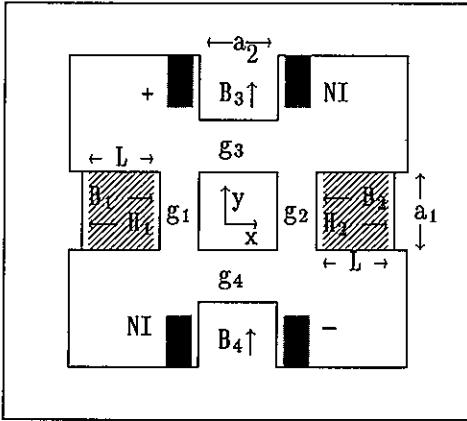 a₂
+ B₃↑ NI
← L → g₃
B₁ → g₁ y g₂ ← B₂ a₁
← H₁ x H₂ →
g₄ ← L →
NI B₄↑ −